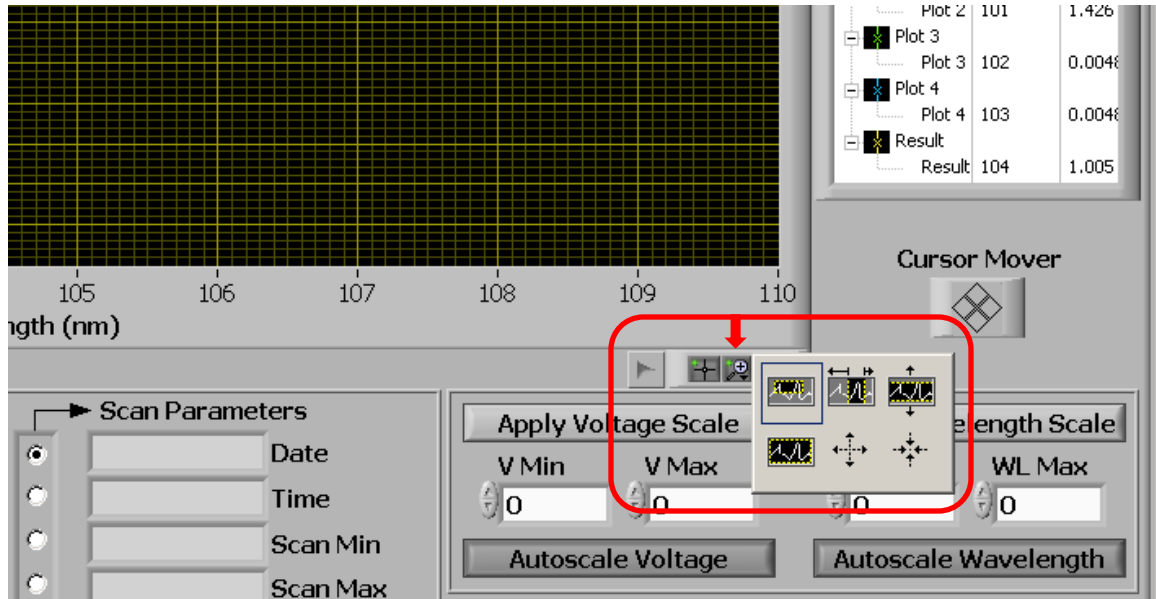 Plot 2 101 1.426
Plot 3
Plot 3 102 0.0048
Plot 4
Plot 4 103 0.0048
Result
Result 104 1.005
Cursor Mover
105 106 107 108 109 110
ngth (nm)
Scan Parameters
Date
Time
Scan Min
Scan Max
Apply Voltage Scale
elength Scale
V Min V Max WL Max
0 0 0 0
Autoscale Voltage Autoscale Wavelength